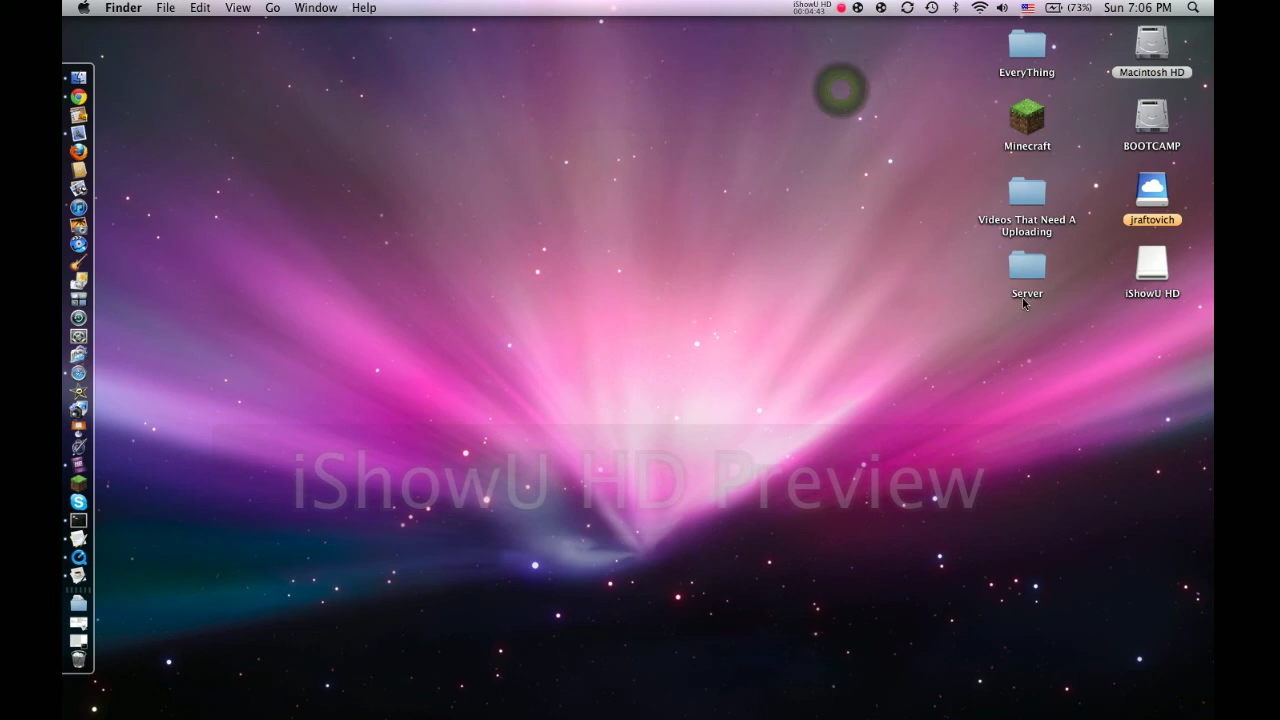 Finder File Edit View Go Window Help
iShowU HD
00:04:43
(73%) Sun 7:06 PM
EveryThing
Macintosh HD
Minecraft
BOOTCAMP
Videos That Need A
Uploading
jraftovich
Server
iShowU HD
iShowU HD Preview